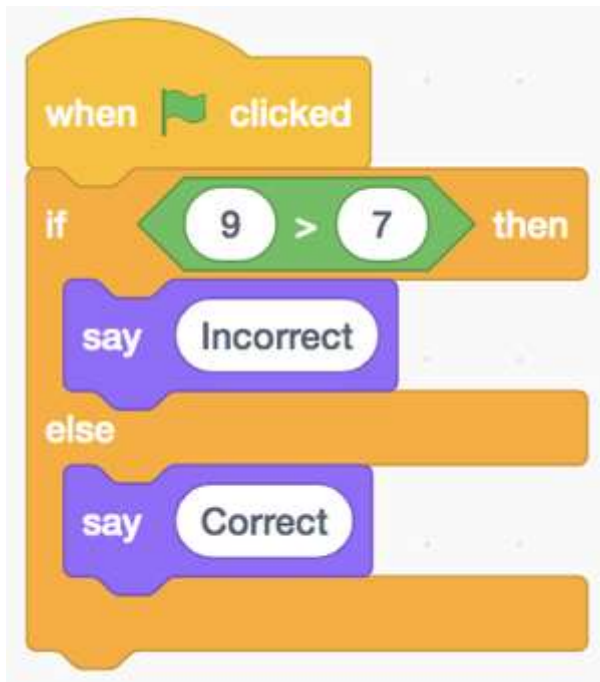 when clicked
if 9 > 7 then
say Incorrect
else
say Correct